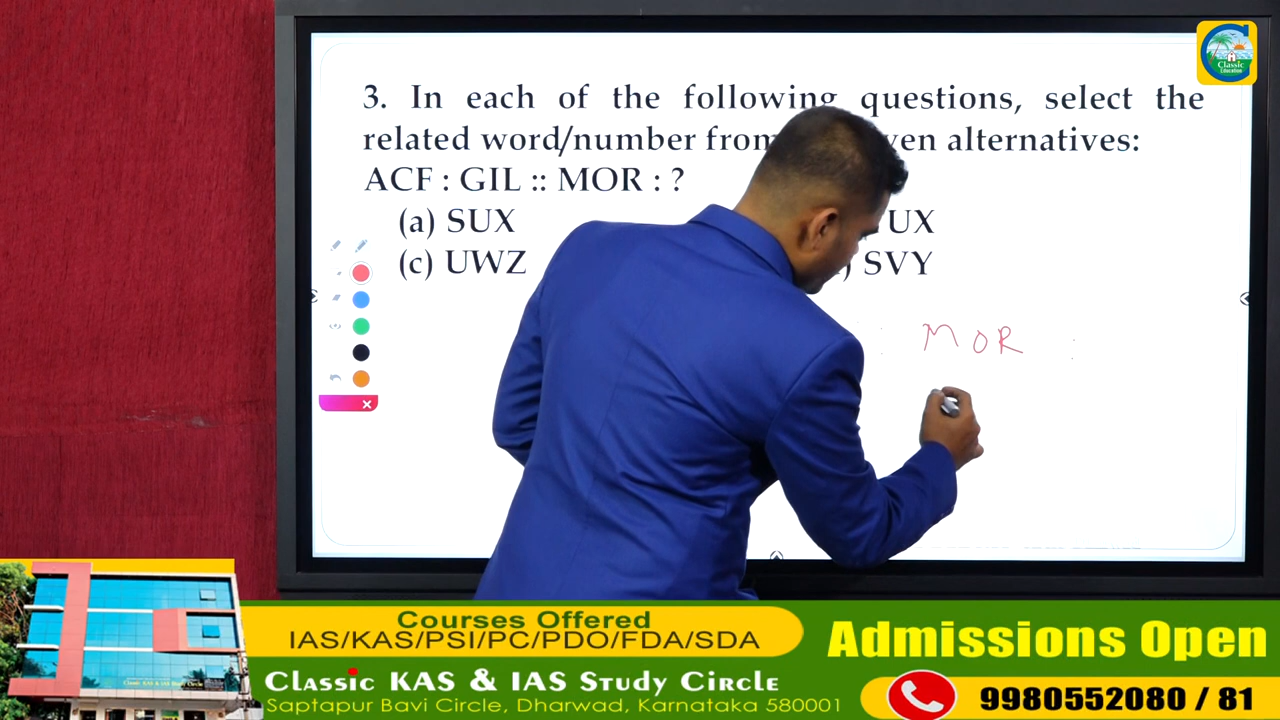 3. In each of the following questions, select the
related word/number from ven alternatives:
ACF : GIL :: MOR : ?
(a) SUX UX
(c) UWZ ) SVY
: MOR :
Classic
Education
Courses Offered
IAS/KAS/PSI/PC/PDO/FDA/SDA
Classic KAS & IAS Study Circle
Saptapur Bavi Circle, Dharwad, Karnataka 580001
Admissions Open
9980552080 / 81